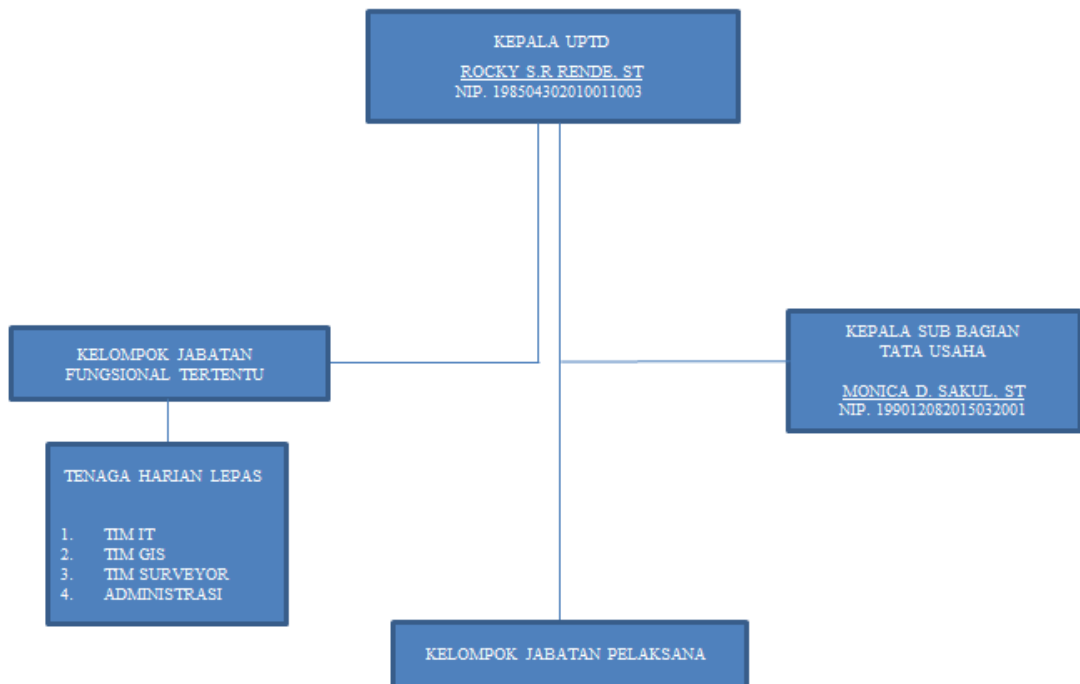 KEPALA UPTD
ROCKY S.R RENDE, ST
NIP. 198504302010011003
KELOMPOK JABATAN
FUNGSIONAL TERTENTU
KEPALA SUB BAGIAN
TATA USAHA
MONICA D. SAKUL, ST
NIP. 199012082015032001
TENAGA HARIAN LEPAS
1. TIM IT
2. TIM GIS
3. TIM SURVEYOR
4. ADMINISTRASI
KELOMPOK JABATAN PELAKSANA